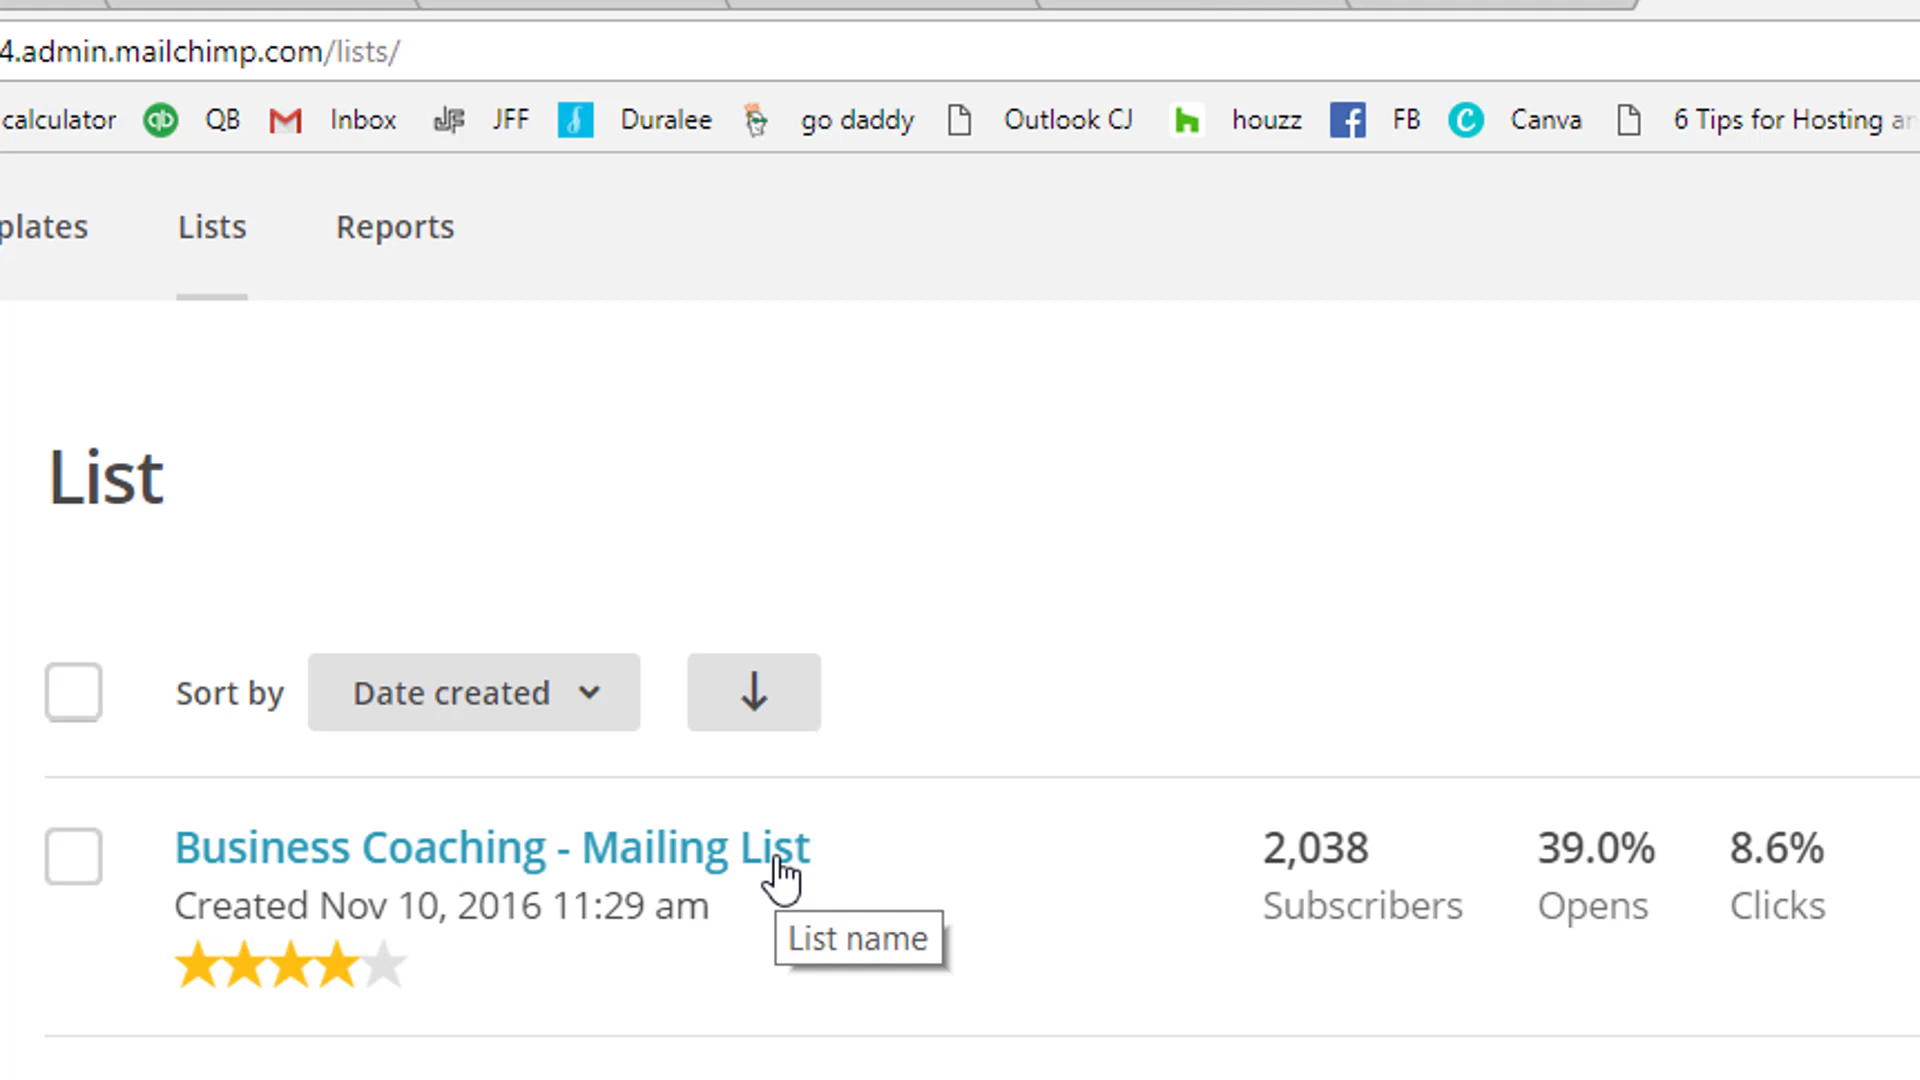 4.admin.mailchimp.com/lists/
calculator QB Inbox JFF Duralee go daddy Outlook CJ houzz FB Canva 6 Tips for Hosting an
plates Lists Reports
List
Sort by Date created
Business Coaching - Mailing List 2,038 39.0% 8.6%
Created Nov 10, 2016 11:29 am Subscribers Opens Clicks
List name